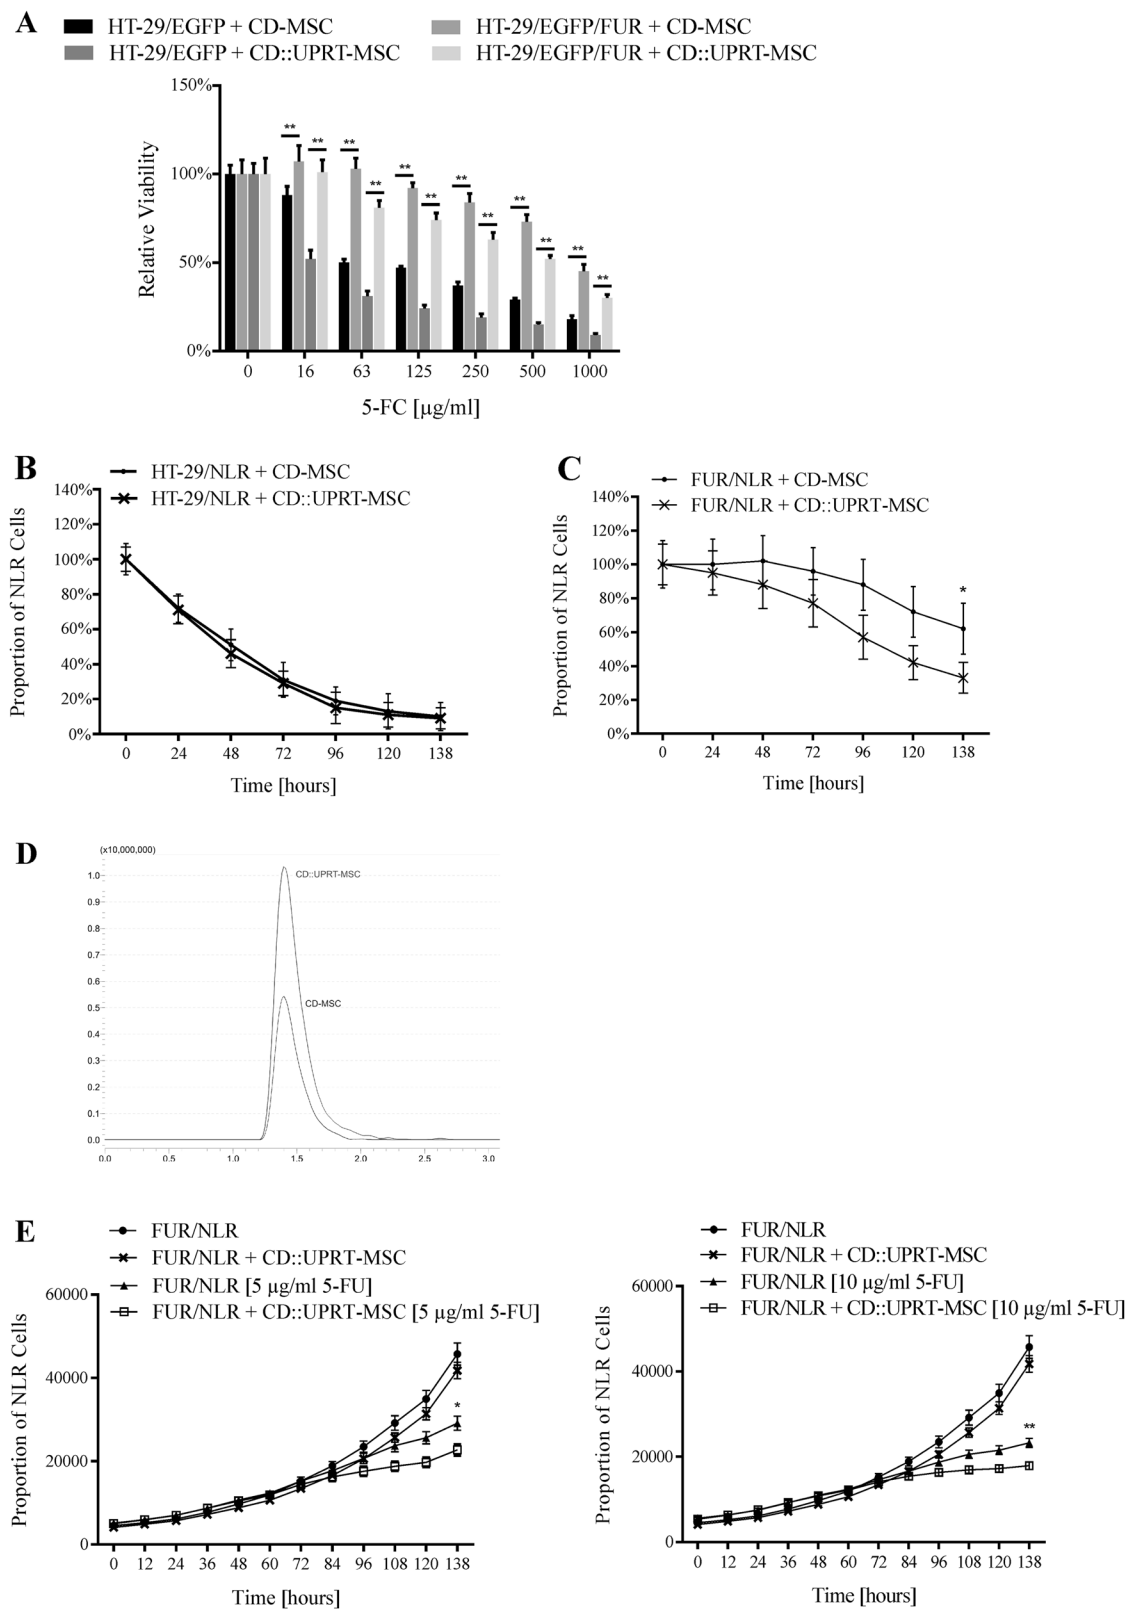 A
HT-29/EGFP + CD-MSC
HT-29/EGFP/FUR + CD-MSC
HT-29/EGFP + CD::UPRT-MSC
HT-29/EGFP/FUR + CD::UPRT-MSC
150%
100%
50%
0%
Relative Viability
** ** ** ** ** ** ** ** ** ** ** **
0 16 63 125 250 500 1000
5-FC [µg/ml]
B
HT-29/NLR + CD-MSC
HT-29/NLR + CD::UPRT-MSC
140%
120%
100%
80%
60%
40%
20%
0%
Proportion of NLR Cells
0 24 48 72 96 120 138
Time [hours]
C
FUR/NLR + CD-MSC
FUR/NLR + CD::UPRT-MSC
140%
120%
100%
80%
60%
40%
20%
0%
Proportion of NLR Cells
*
0 24 48 72 96 120 138
Time [hours]
D
(x10,000,000)
CD::UPRT-MSC
CD-MSC
1.0
0.9
0.8
0.7
0.6
0.5
0.4
0.3
0.2
0.1
0.0
0.0 0.5 1.0 1.5 2.0 2.5 3.0
E
FUR/NLR
FUR/NLR + CD::UPRT-MSC
FUR/NLR [5 µg/ml 5-FU]
FUR/NLR + CD::UPRT-MSC [5 µg/ml 5-FU]
60000
40000
20000
0
Proportion of NLR Cells
*
0 12 24 36 48 60 72 84 96 108 120 138
Time [hours]
FUR/NLR
FUR/NLR + CD::UPRT-MSC
FUR/NLR [10 µg/ml 5-FU]
FUR/NLR + CD::UPRT-MSC [10 µg/ml 5-FU]
60000
40000
20000
0
Proportion of NLR Cells
**
0 12 24 36 48 60 72 84 96 108 120 138
Time [hours]